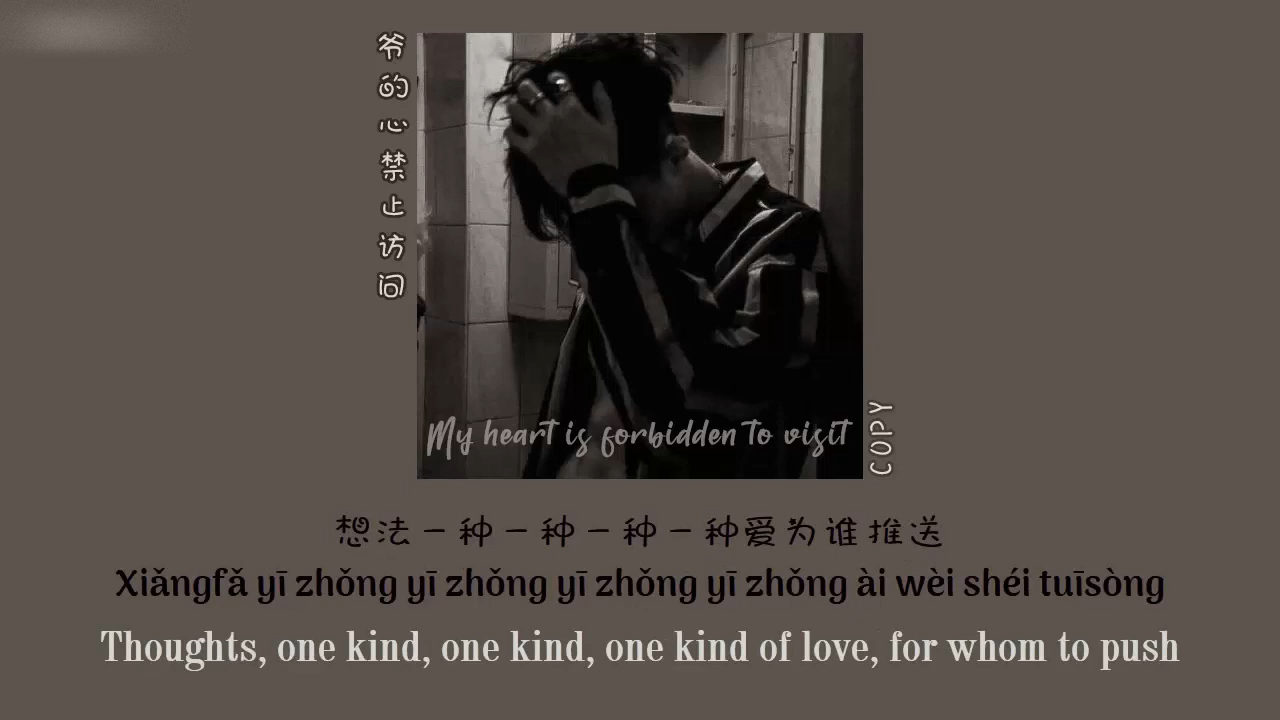 爷的心禁止访问
My heart is forbidden to visit
COPY
想法一种一种一种一种爱为谁推送
Xiǎngfǎ yī zhǒng yī zhǒng yī zhǒng yī zhǒng ài wèi shéi tuīsòng
Thoughts, one kind, one kind, one kind of love, for whom to push